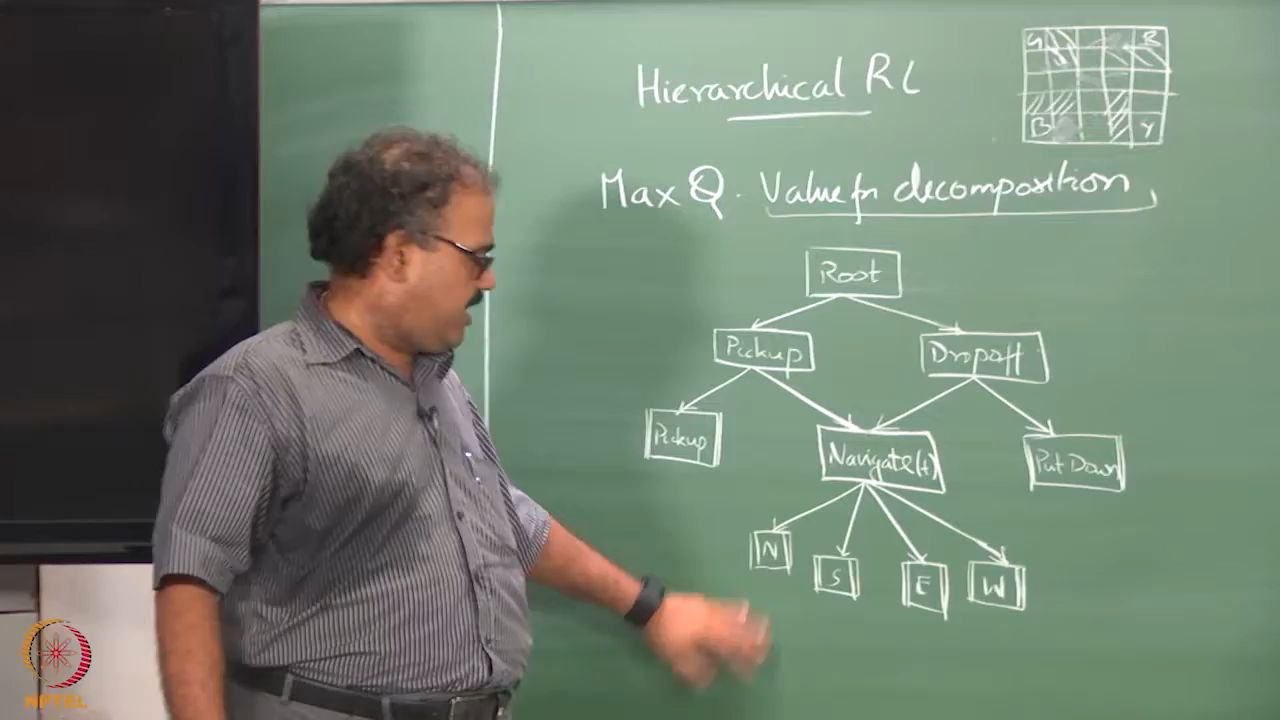 Hierarchical RL
G R
B Y
Max Q. Value fn decomposition
Root
Pickup Dropoff
Pickup Navigate(t) Put Down
N S E W
NPTEL